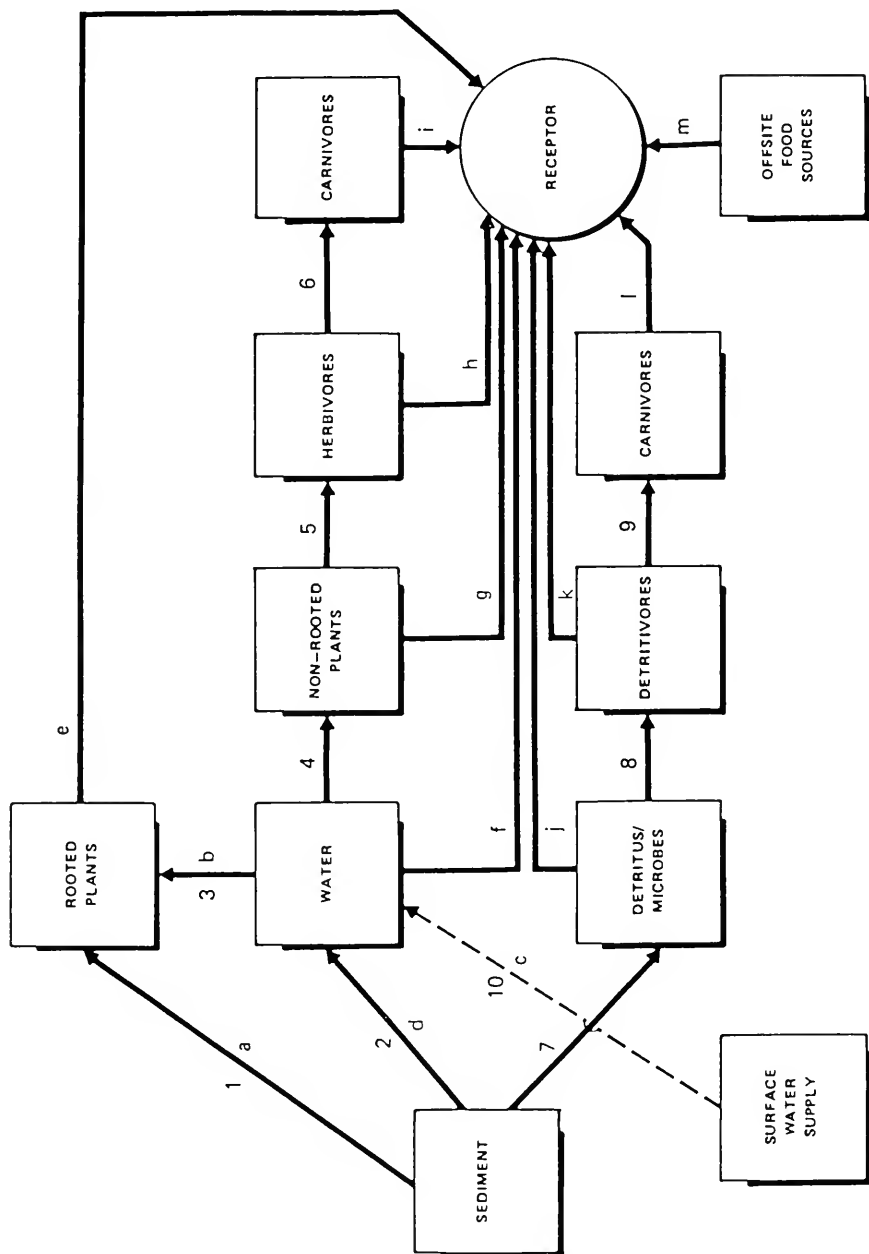 e
ROOTED
PLANTS
CARNIVORES
i
6
HERBIVORES
h
5
NON-ROOTED
PLANTS
g
4
3
b
WATER
f
1
a
2
d
10
c
SEDIMENT
7
RECEPTOR
j
DETRITUS/
MICROBES
8
k
DETRITIVORES
9
CARNIVORES
l
m
OFFSITE
FOOD
SOURCES
SURFACE
WATER
SUPPLY